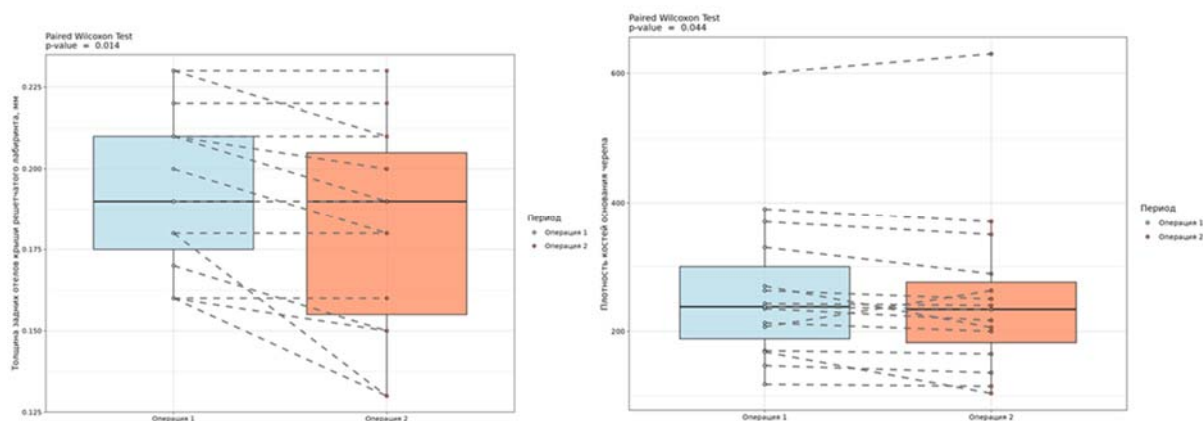 Paired Wilcoxon Test
p-value = 0.014
Толщина задних отелов крыши решетчатого лабиринта, мм
0.225
0.200
0.175
0.150
0.125
Операция 1
Операция 2
Период
Операция 1
Операция 2
Paired Wilcoxon Test
p-value = 0.044
Плотность костей основания черепа
600
400
200
Операция 1
Операция 2
Период
Операция 1
Операция 2